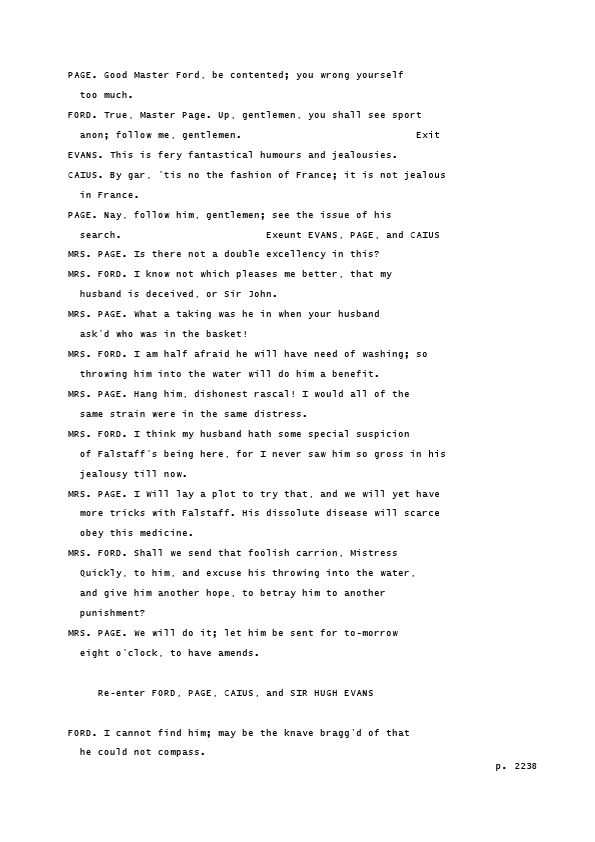 PAGE. Good Master Ford, be contented; you wrong yourself
too much.
FORD. True, Master Page. Up, gentlemen, you shall see sport
anon; follow me, gentlemen. Exit
EVANS. This is fery fantastical humours and jealousies.
CAIUS. By gar, 'tis no the fashion of France; it is not jealous
in France.
PAGE. Nay, follow him, gentlemen; see the issue of his
search. Exeunt EVANS, PAGE, and CAIUS
MRS. PAGE. Is there not a double excellency in this?
MRS. FORD. I know not which pleases me better, that my
husband is deceived, or Sir John.
MRS. PAGE. What a taking was he in when your husband
ask'd who was in the basket!
MRS. FORD. I am half afraid he will have need of washing; so
throwing him into the water will do him a benefit.
MRS. PAGE. Hang him, dishonest rascal! I would all of the
same strain were in the same distress.
MRS. FORD. I think my husband hath some special suspicion
of Falstaff's being here, for I never saw him so gross in his
jealousy till now.
MRS. PAGE. I Will lay a plot to try that, and we will yet have
more tricks with Falstaff. His dissolute disease will scarce
obey this medicine.
MRS. FORD. Shall we send that foolish carrion, Mistress
Quickly, to him, and excuse his throwing into the water,
and give him another hope, to betray him to another
punishment?
MRS. PAGE. We will do it; let him be sent for to-morrow
eight o'clock, to have amends.
Re-enter FORD, PAGE, CAIUS, and SIR HUGH EVANS
FORD. I cannot find him; may be the knave bragg'd of that
he could not compass.
p. 2238